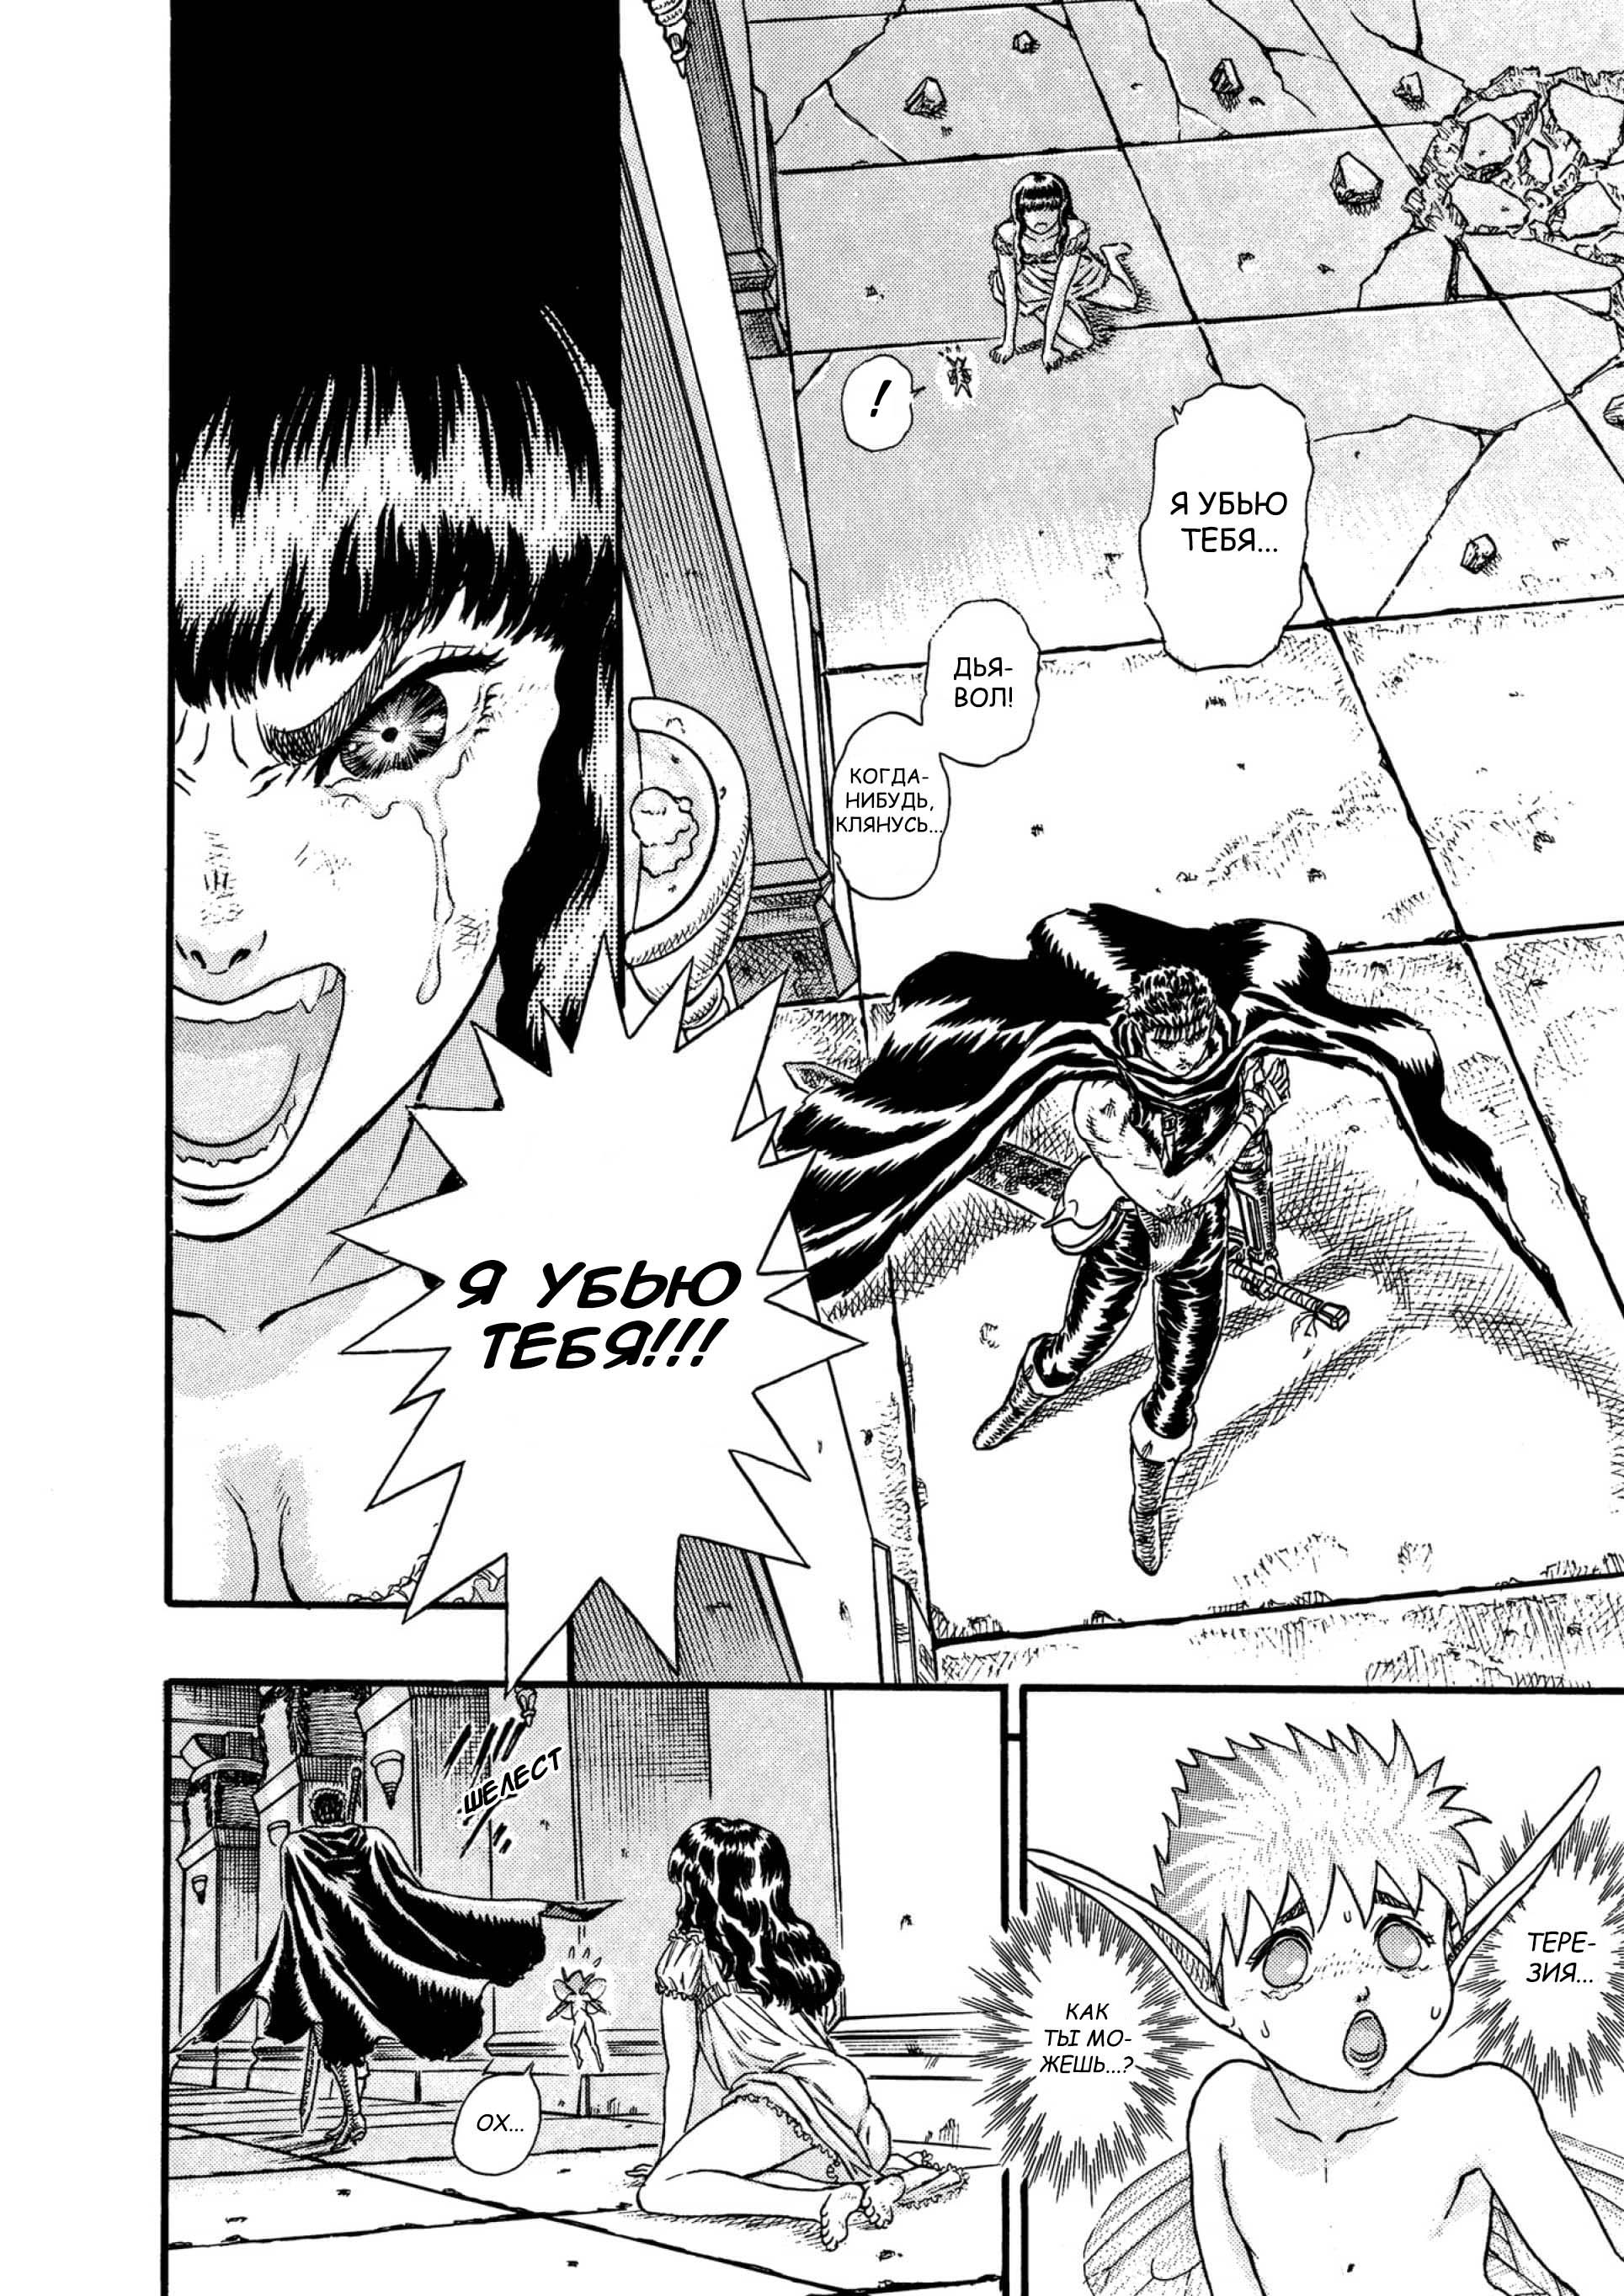 Я УБЬЮ
ТЕБЯ...
!
ДЬЯ-
ВОЛ!
КОГДА-
НИБУДЬ,
КЛЯНУСЬ...
Я УБЬЮ
ТЕБЯ!!!
ТЕРЕ-
ЗИЯ...
КАК
ТЫ МО-
ЖЕШЬ...?
ШЕЛЕСТ
ОХ...